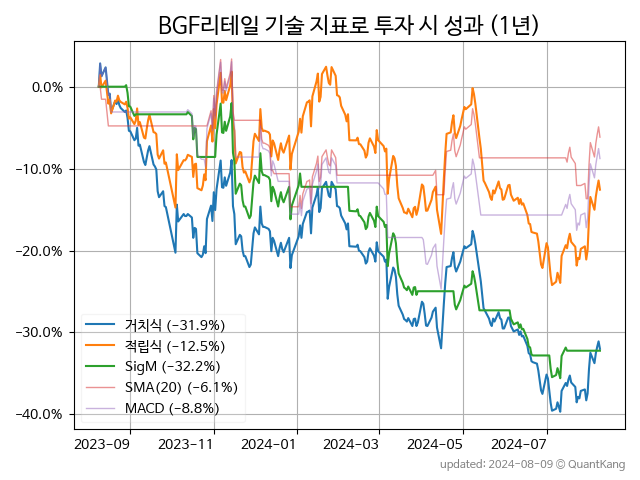 BGF리테일 기술 지표로 투자 시 성과 (1년)
0.0%
−10.0%
−20.0%
−30.0%
−40.0%
거치식 (−31.9%)
적립식 (−12.5%)
SigM (−32.2%)
SMA(20) (−6.1%)
MACD (−8.8%)
2023−09 2023−11 2024−01 2024−03 2024−05 2024−07
updated: 2024-08-09 © QuantKang